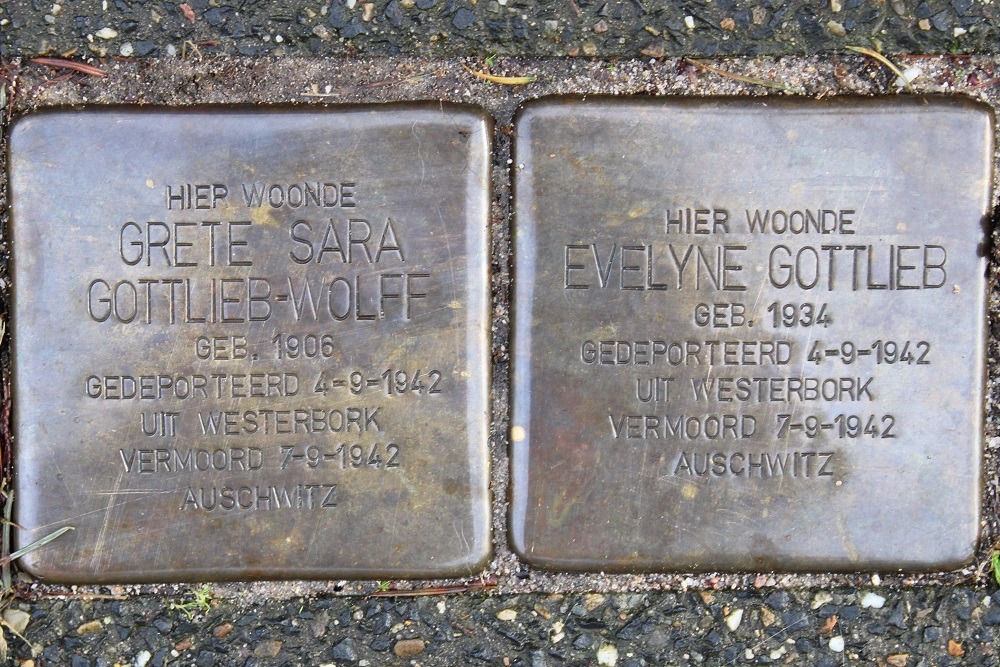 HIER WOONDE
GRETE SARA
GOTTLIEB-WOLFF
GEB. 1906
GEDEPORTEERD 4-9-1942
UIT WESTERBORK
VERMOORD 7-9-1942
AUSCHWITZ
HIER WOONDE
EVELYNE GOTTLIEB
GEB. 1934
GEDEPORTEERD 4-9-1942
UIT WESTERBORK
VERMOORD 7-9-1942
AUSCHWITZ